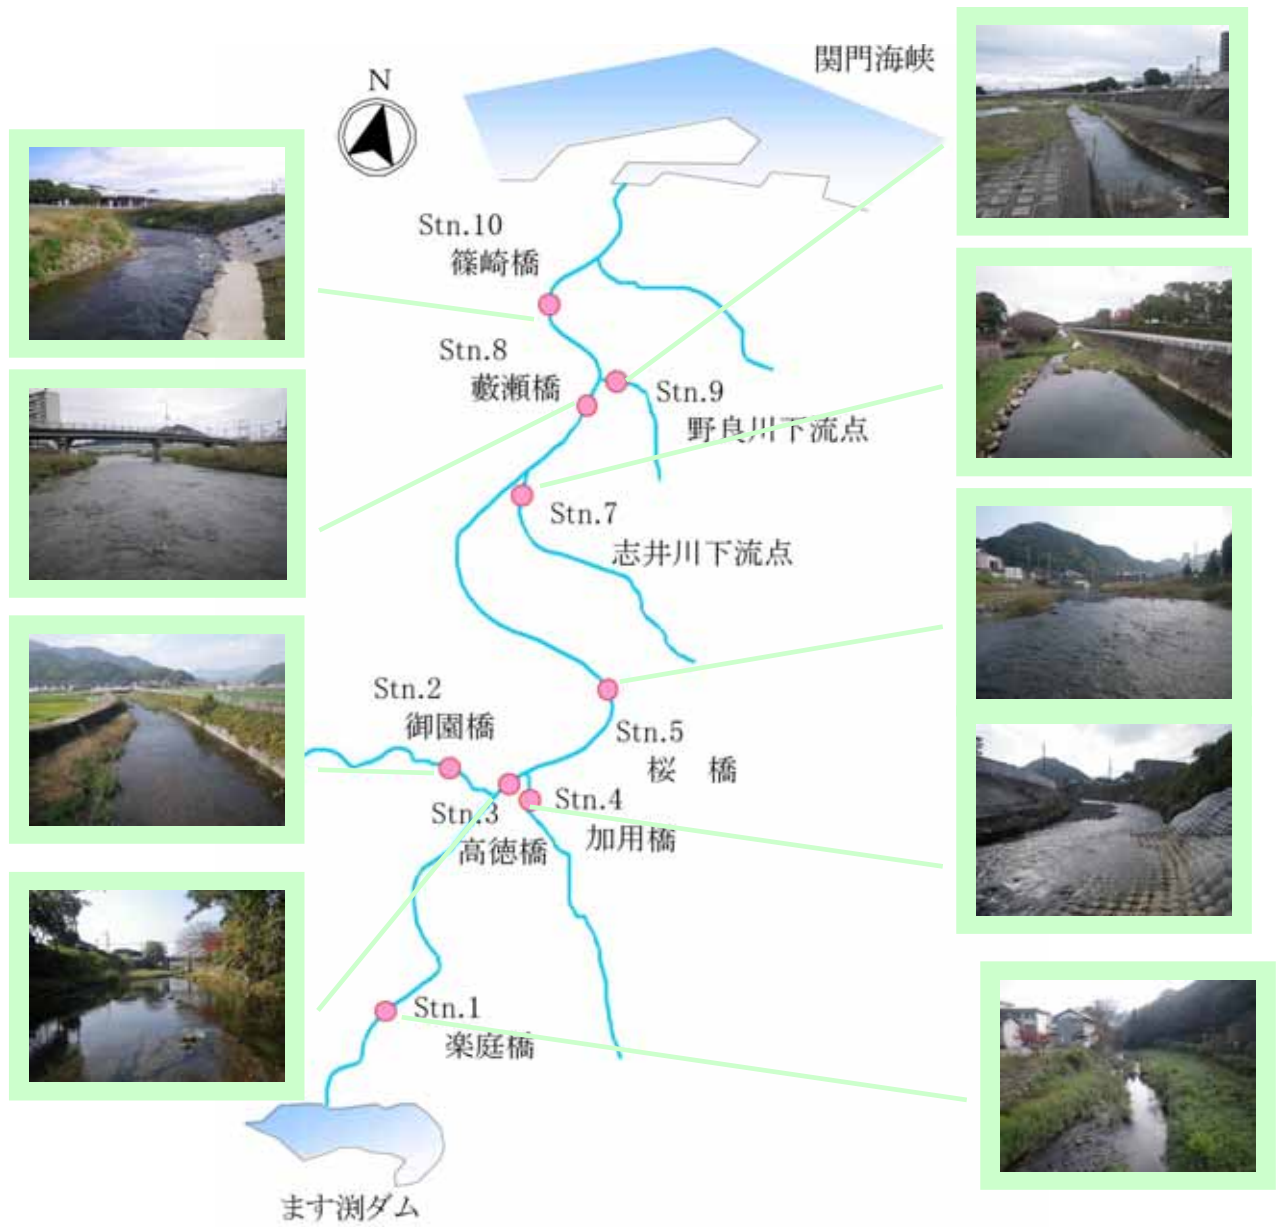 関門海峡
N
Stn.10
篠崎橋
Stn.8
藪瀬橋
Stn.9
野良川下流点
Stn.7
志井川下流点
Stn.2
御園橋
Stn.5
桜 橋
Stn.3
高徳橋
Stn.4
加用橋
Stn.1
楽庭橋
ます渕ダム